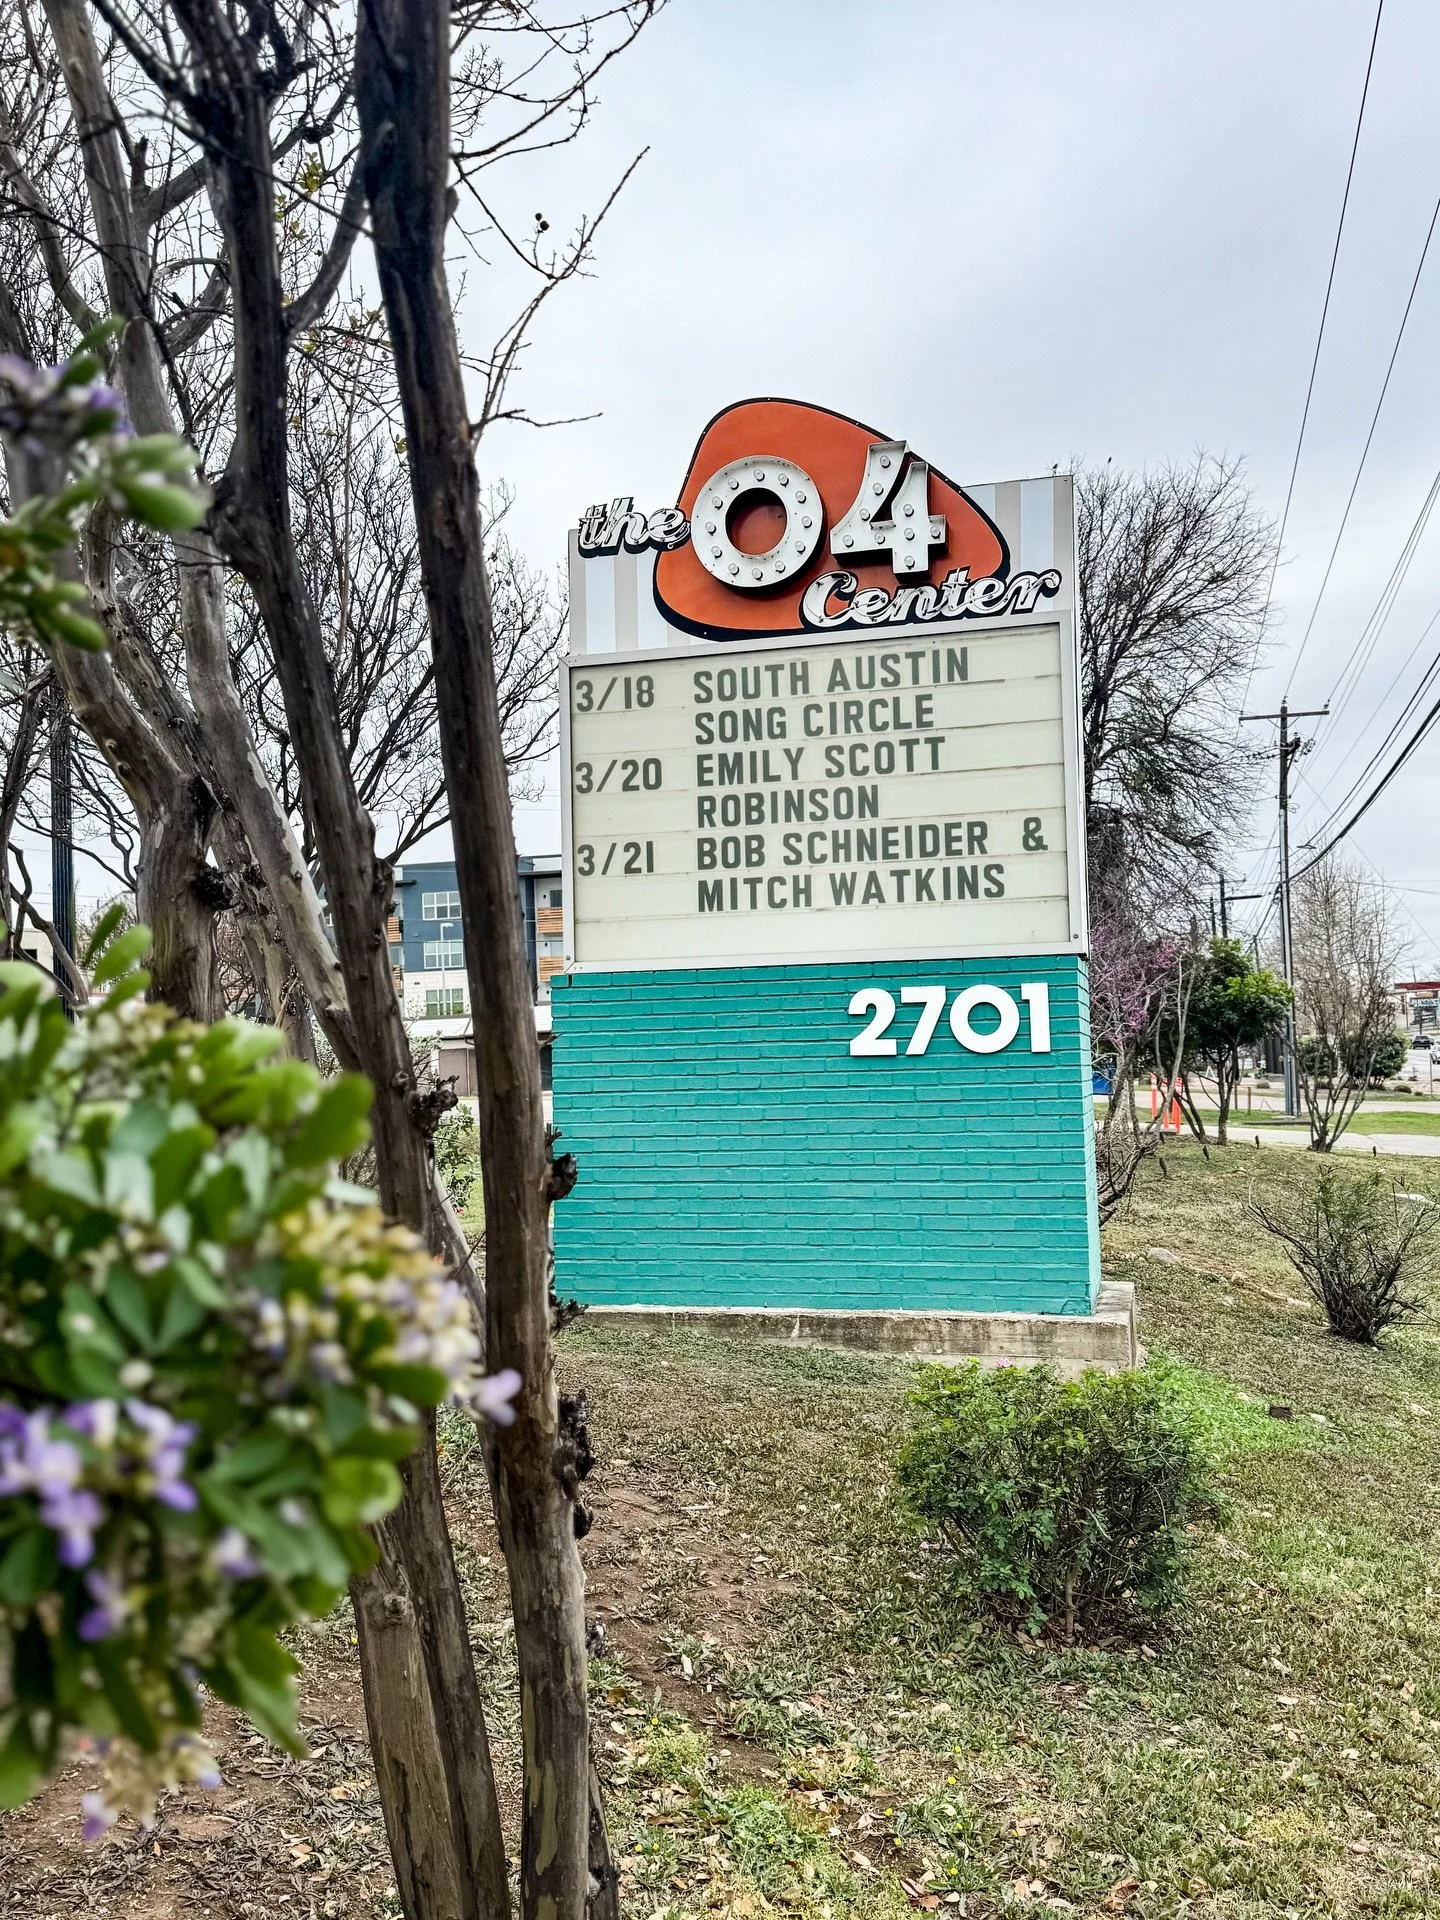 the 04
Center
3/18 SOUTH AUSTIN
SONG CIRCLE
3/20 EMILY SCOTT
ROBINSON
3/21 BOB SCHNEIDER &
MITCH WATKINS
2701